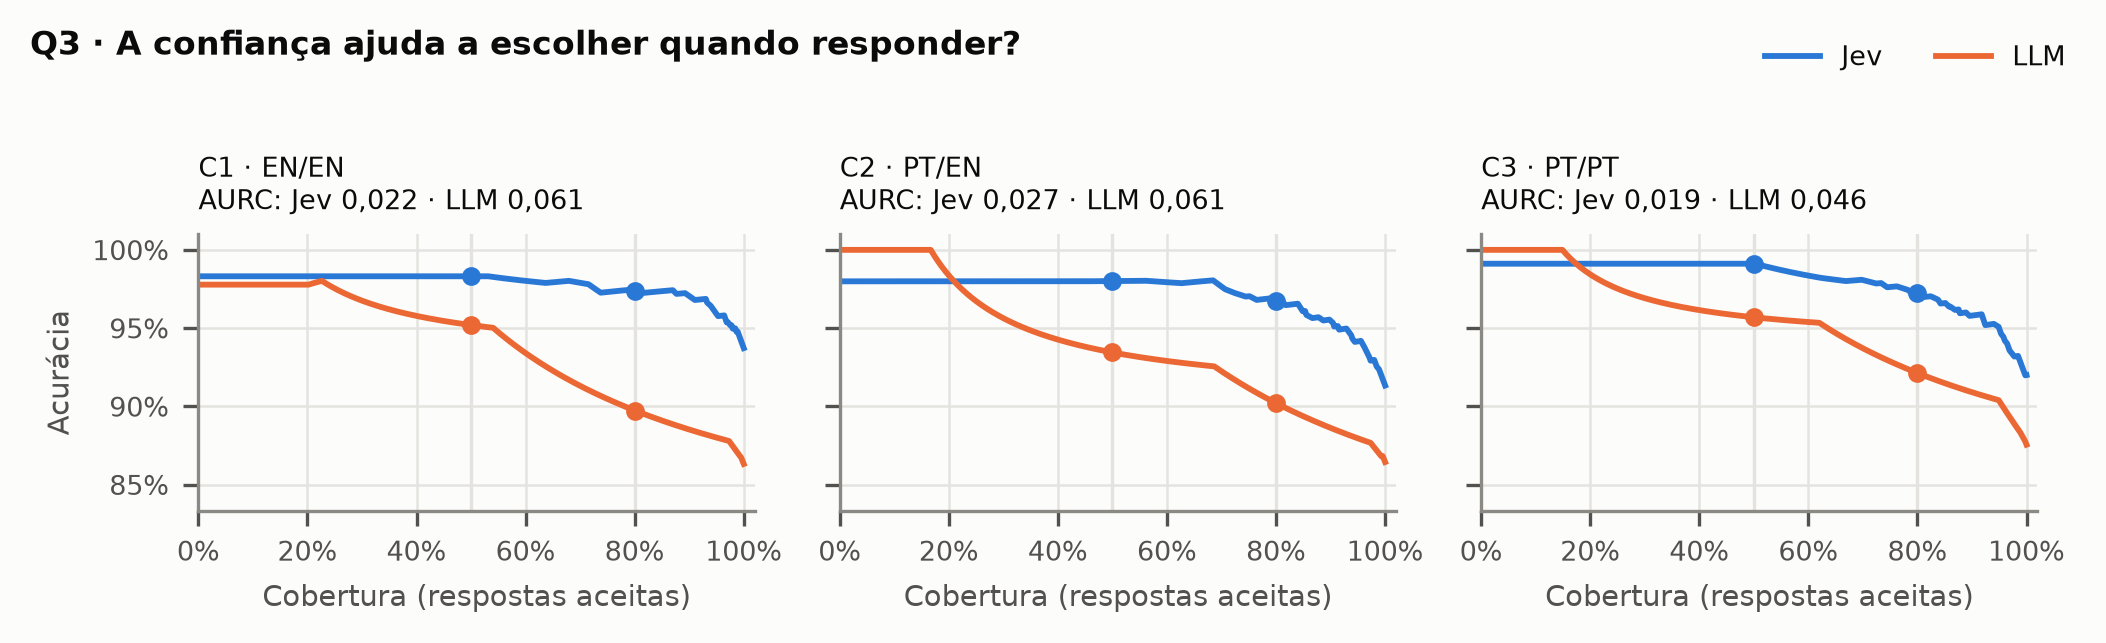 Q3 · A confiança ajuda a escolher quando responder?
Jev
LLM
C1 · EN/EN
AURC: Jev 0,022 · LLM 0,061
C2 · PT/EN
AURC: Jev 0,027 · LLM 0,061
C3 · PT/PT
AURC: Jev 0,019 · LLM 0,046
Acurácia
100%
95%
90%
85%
0% 20% 40% 60% 80% 100%
0% 20% 40% 60% 80% 100%
0% 20% 40% 60% 80% 100%
Cobertura (respostas aceitas)
Cobertura (respostas aceitas)
Cobertura (respostas aceitas)